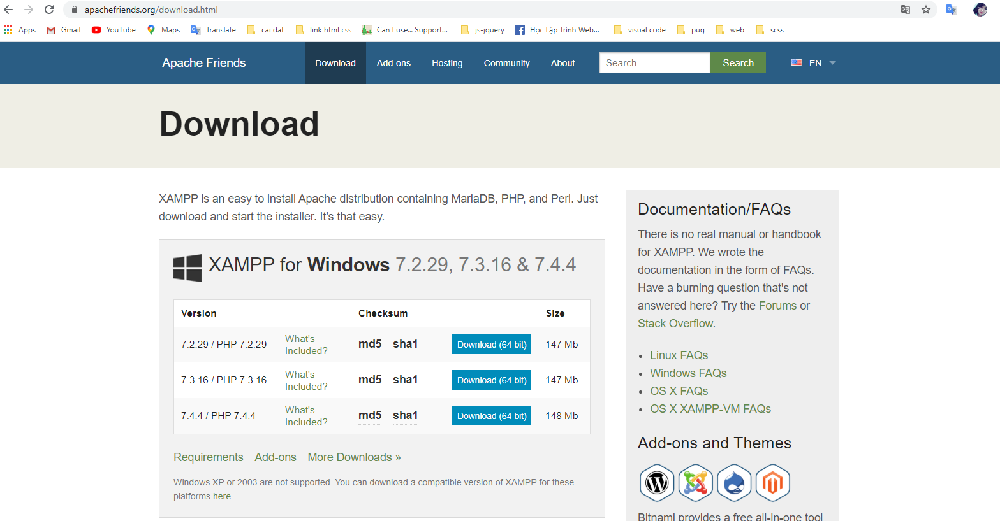 apachefriends.org/download.html
Apps Gmail YouTube Maps Translate cai dat link html css Can I use... Support... js-jquery Học Lập Trình Web... visual code pug web scss
Apache Friends Download Add-ons Hosting Community About Search.. Search EN
Download
XAMPP is an easy to install Apache distribution containing MariaDB, PHP, and Perl. Just
download and start the installer. It's that easy.
XAMPP for Windows 7.2.29, 7.3.16 & 7.4.4
Version Checksum Size
7.2.29 / PHP 7.2.29 What's Included? md5 sha1 Download (64 bit) 147 Mb
7.3.16 / PHP 7.3.16 What's Included? md5 sha1 Download (64 bit) 147 Mb
7.4.4 / PHP 7.4.4 What's Included? md5 sha1 Download (64 bit) 148 Mb
Requirements Add-ons More Downloads »
Windows XP or 2003 are not supported. You can download a compatible version of XAMPP for these
platforms here.
Documentation/FAQs
There is no real manual or handbook
for XAMPP. We wrote the
documentation in the form of FAQs.
Have a burning question that's not
answered here? Try the Forums or
Stack Overflow.
• Linux FAQs
• Windows FAQs
• OS X FAQs
• OS X XAMPP-VM FAQs
Add-ons and Themes
Bitnami provides a free all-in-one tool